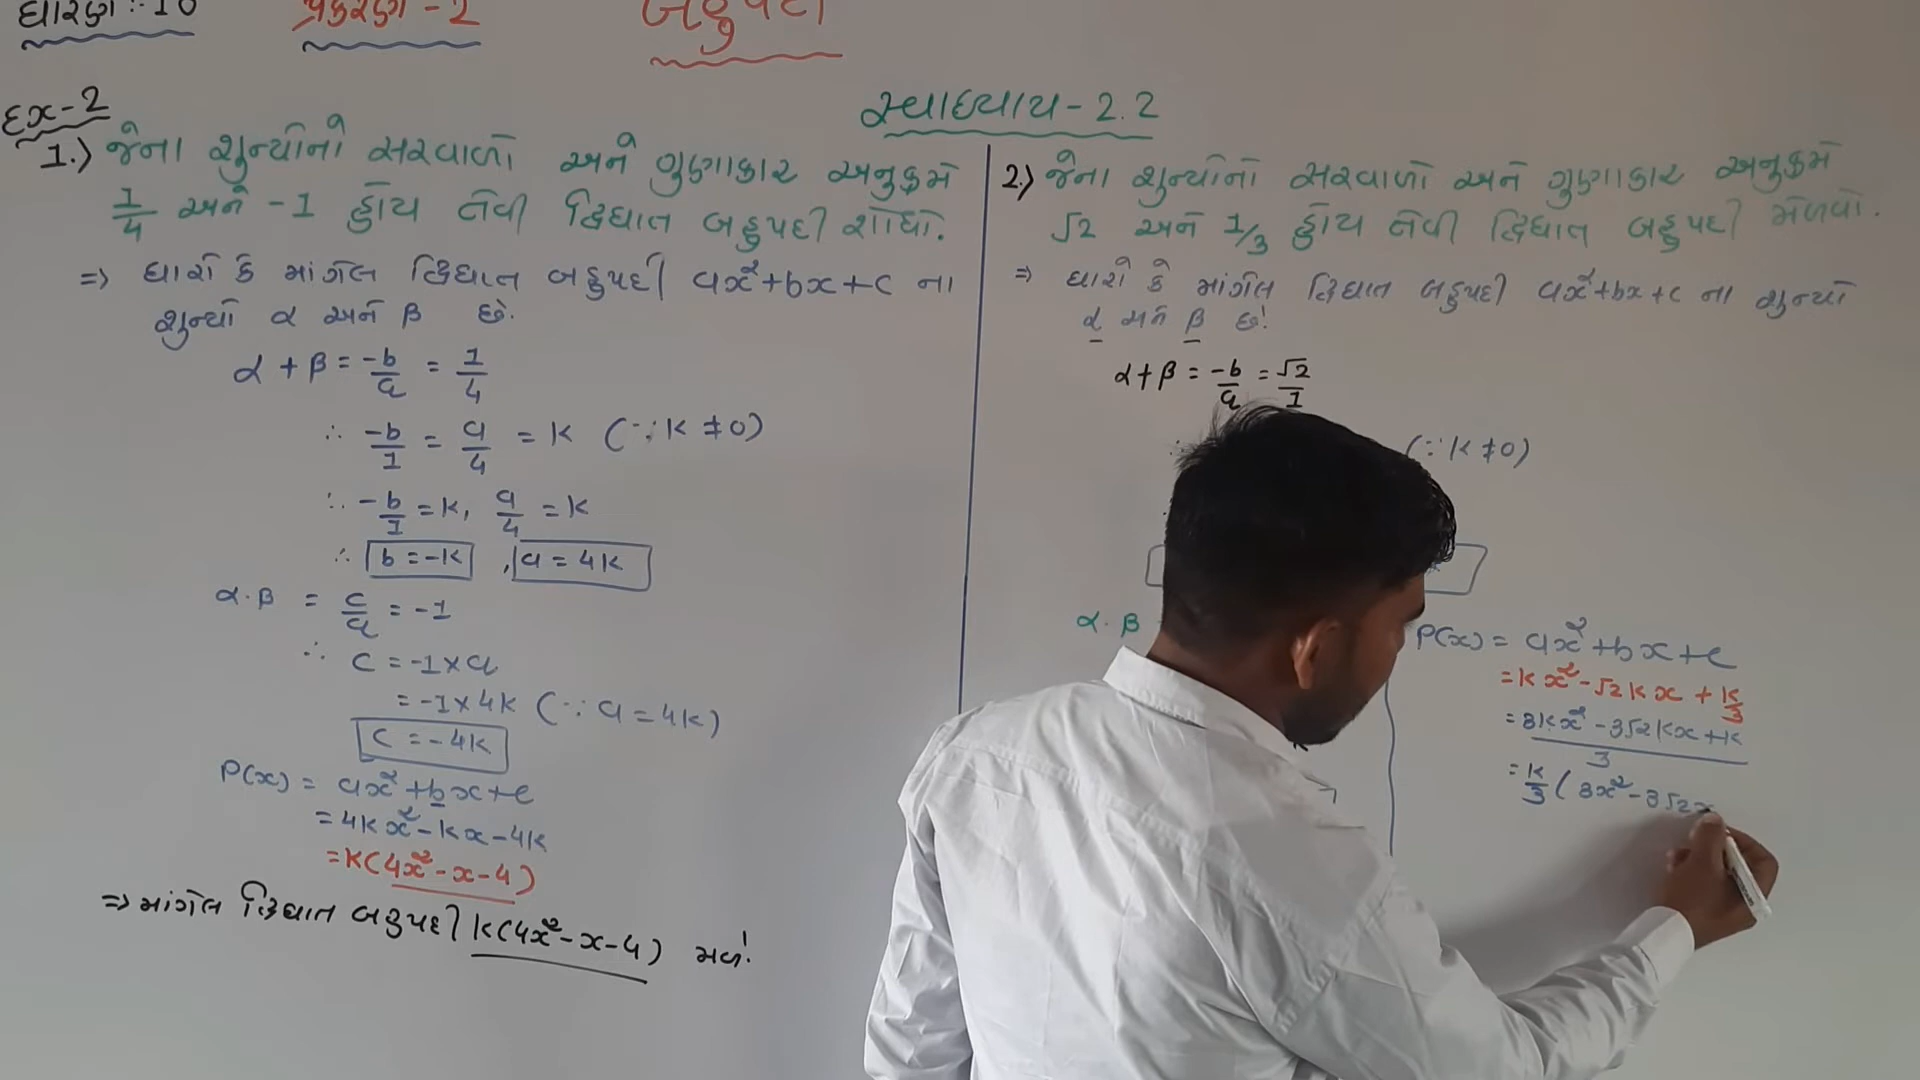 ધોરણ :- 10 પ્રકરણ - 2 બહુપદી
સ્વાધ્યાય - 2.2
Ex-2
1.) જેના શુન્યોનો સરવાળો અને ગુણાકાર અનુક્રમે
1/4 અને -1 હોય તેવી દ્વિઘાત બહુપદી શોધો.
=> ધારો કે માંગેલ દ્વિઘાત બહુપદી ax²+bx+c ના
શુન્યો α અને β છે.
α + β = -b/a = 1/4
∴ -b/1 = a/4 = k (∵ k ≠ 0)
∴ -b/1 = k, a/4 = k
∴ b = -k , a = 4k
α.β = c/a = -1
∴ c = -1×a
= -1×4k (∵ a = 4k)
c = -4k
P(x) = ax²+bx+c
= 4kx²-kx-4k
= k(4x²-x-4)
=> માંગેલ દ્વિઘાત બહુપદી k(4x²-x-4) મળે.
2.) જેના શુન્યોનો સરવાળો અને ગુણાકાર અનુક્રમે
√2 અને 1/3 હોય તેવી દ્વિઘાત બહુપદી મેળવો.
=> ધારો કે માંગેલ દ્વિઘાત બહુપદી ax²+bx+c ના શુન્યો
α અને β છે.
α+β = -b/a = √2/1
(∵ k ≠ 0)
α.β
P(x) = ax²+bx+c
= kx²-√2kx + k/3
= 3kx²-3√2kx+k/3
= k/3 (3x²-3√2x